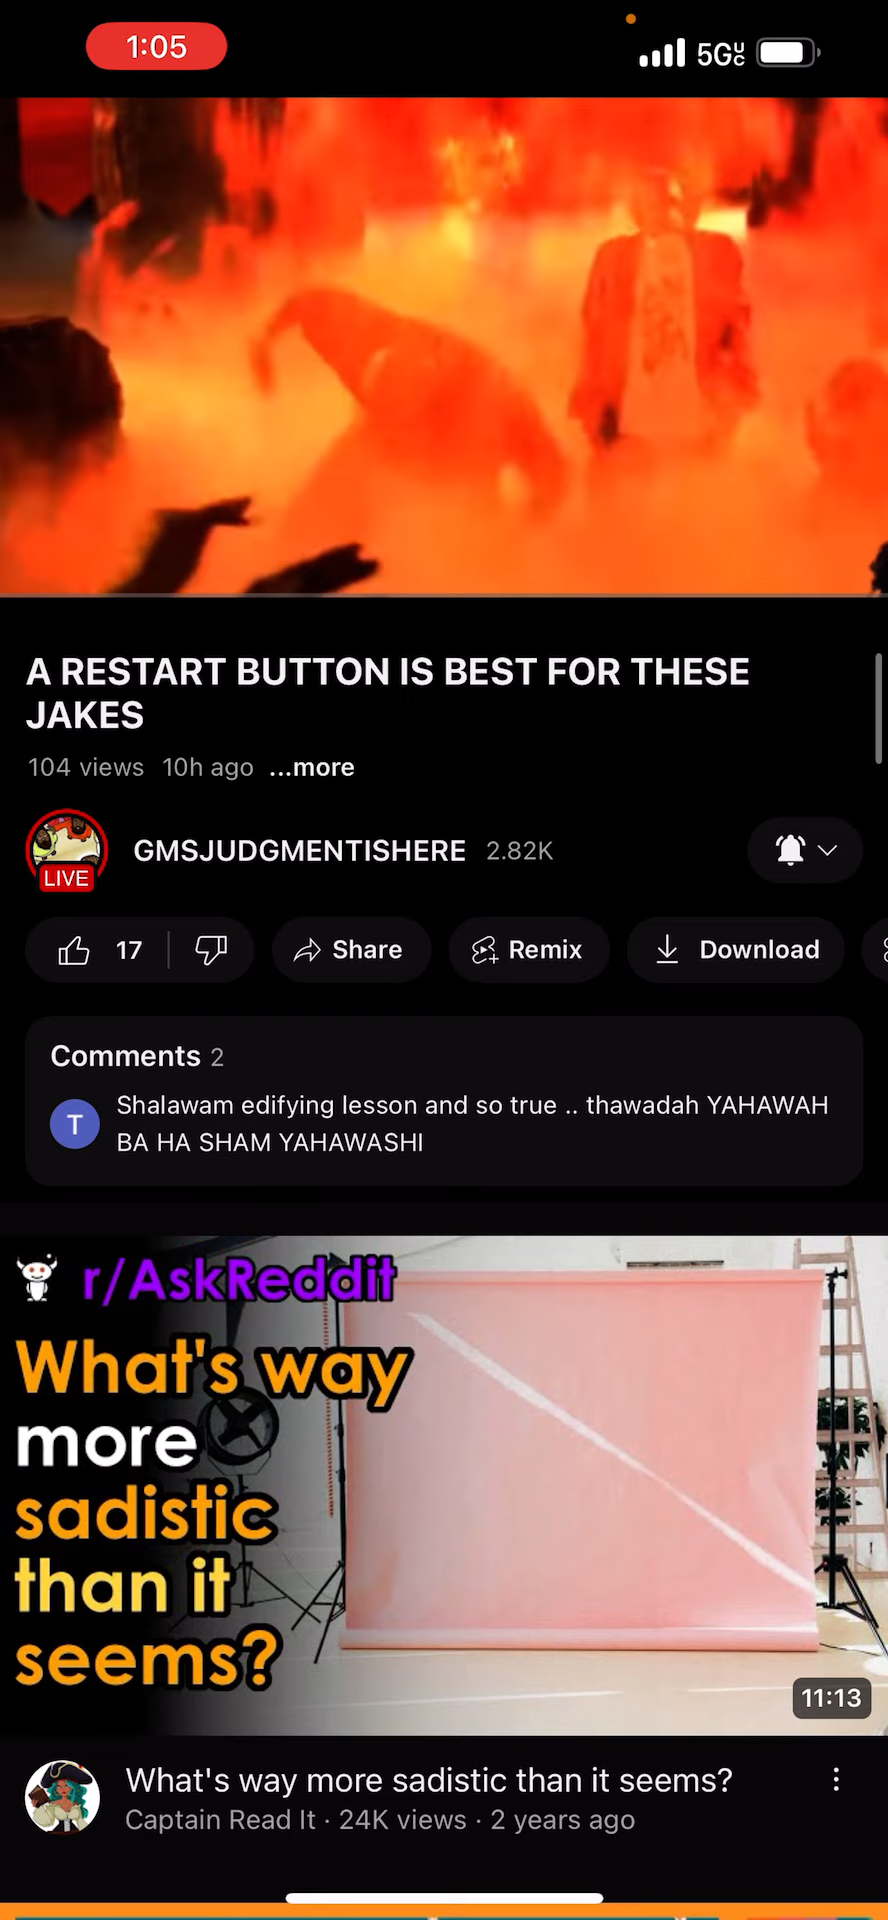 1:05
5GUC
A RESTART BUTTON IS BEST FOR THESE
JAKES
104 views 10h ago ...more
LIVE
GMSJUDGMENTISHERE 2.82K
17 Share Remix Download
Comments 2
T
Shalawam edifying lesson and so true .. thawadah YAHAWAH
BA HA SHAM YAHAWASHI
r/AskReddit
What's way
more
sadistic
than it
seems?
11:13
What's way more sadistic than it seems?
Captain Read It · 24K views · 2 years ago